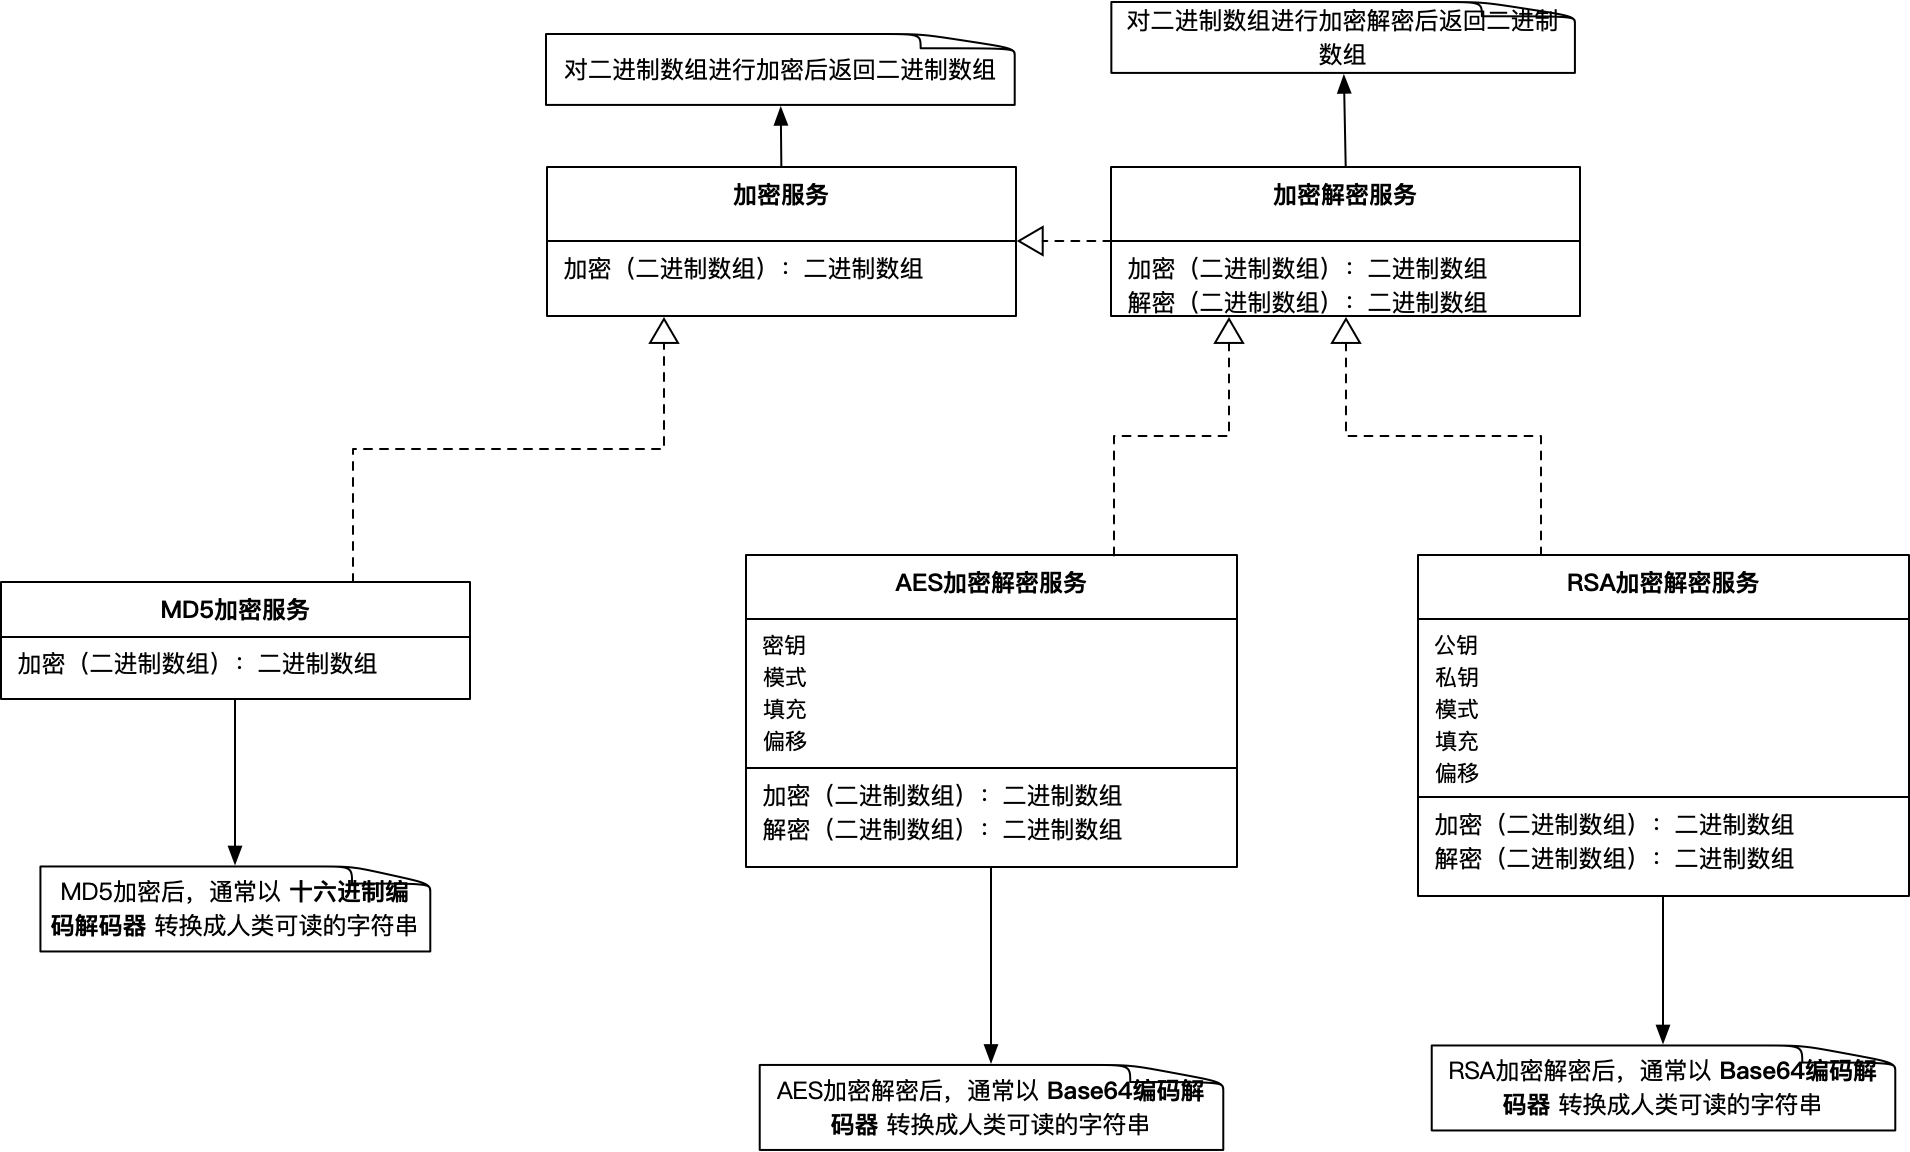 对二进制数组进行加密后返回二进制数组
对二进制数组进行加密解密后返回二进制
数组
加密服务
加密（二进制数组）：二进制数组
加密解密服务
加密（二进制数组）：二进制数组
解密（二进制数组）：二进制数组
MD5加密服务
加密（二进制数组）：二进制数组
MD5加密后，通常以 十六进制编
码解码器 转换成人类可读的字符串
AES加密解密服务
密钥
模式
填充
偏移
加密（二进制数组）：二进制数组
解密（二进制数组）：二进制数组
AES加密解密后，通常以 Base64编码解
码器 转换成人类可读的字符串
RSA加密解密服务
公钥
私钥
模式
填充
偏移
加密（二进制数组）：二进制数组
解密（二进制数组）：二进制数组
RSA加密解密后，通常以 Base64编码解
码器 转换成人类可读的字符串